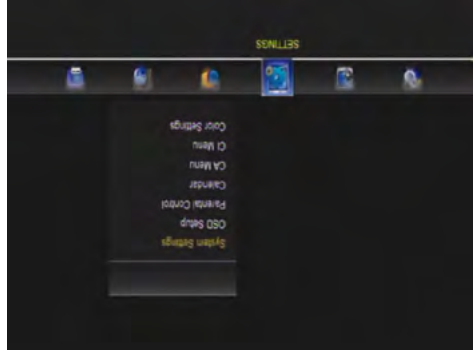 System Settings
OSD Setup
Parental Control
Calendar
CA Menu
CI Menu
Color Settings
SETTINGS